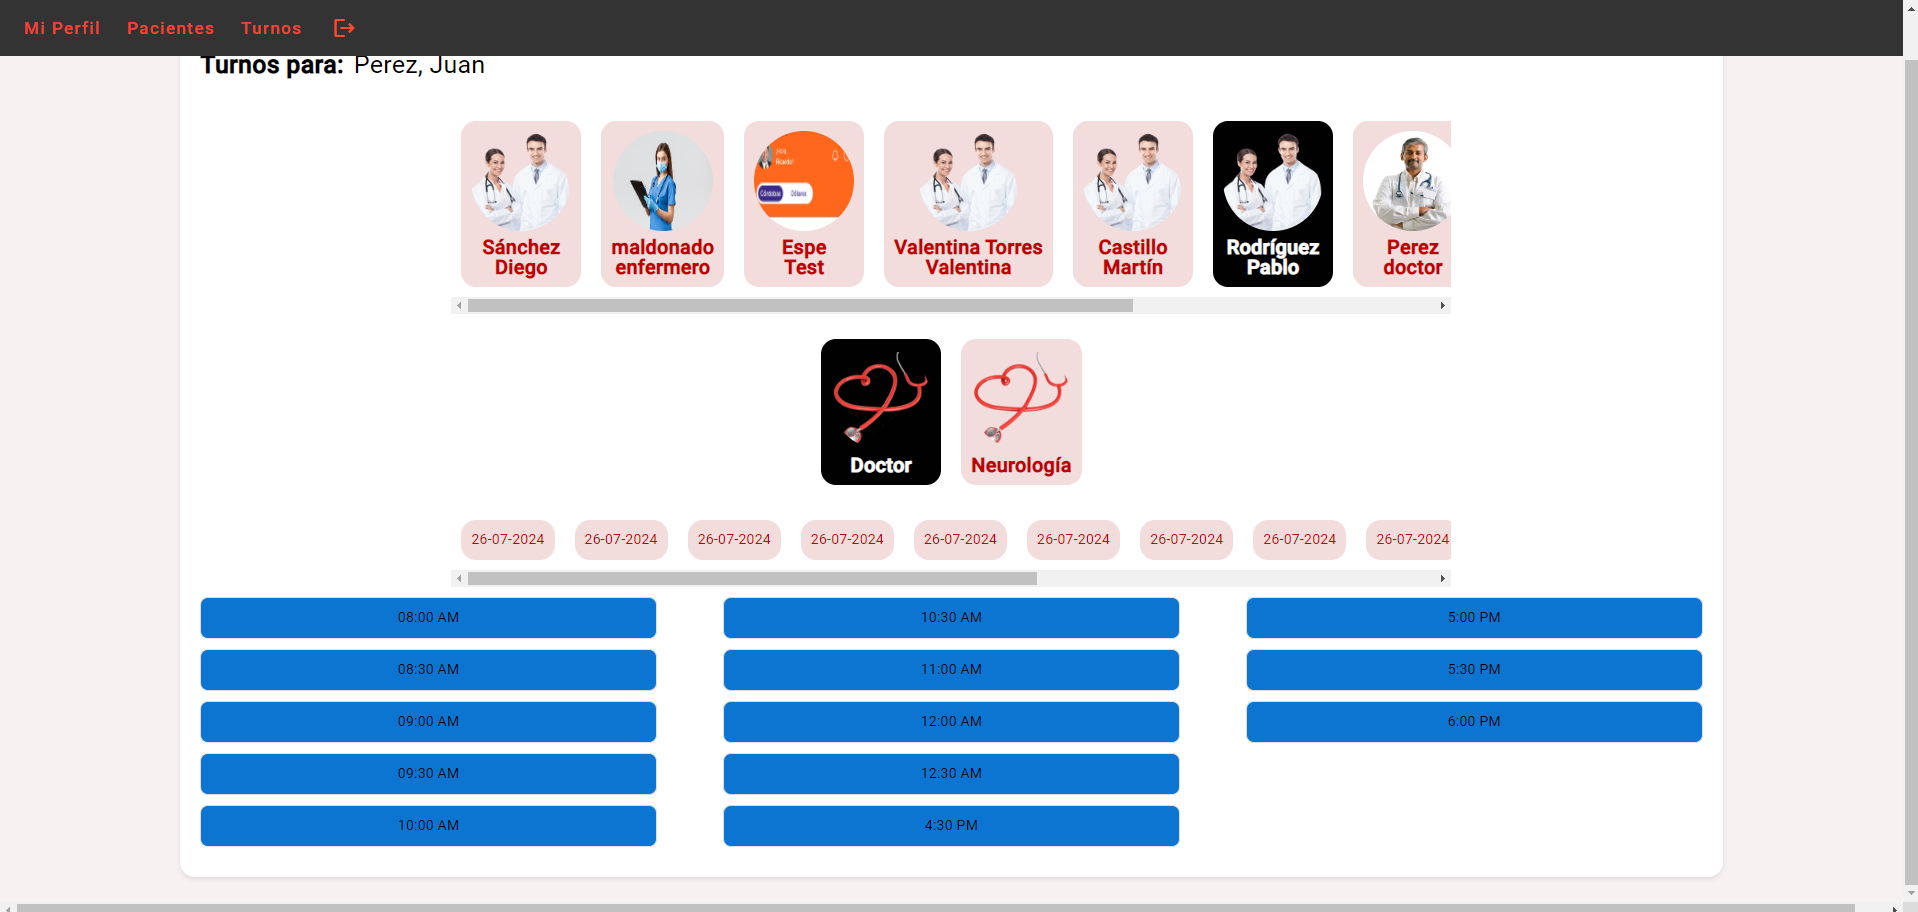 Mi Perfil Pacientes Turnos
Turnos para: Perez, Juan
¡Hola,
Ricardo!
Córdobas Dólares
Sánchez
Diego
maldonado
enfermero
Espe
Test
Valentina Torres
Valentina
Castillo
Martín
Rodríguez
Pablo
Perez
doctor
Doctor
Neurología
26-07-2024 26-07-2024 26-07-2024 26-07-2024 26-07-2024 26-07-2024 26-07-2024 26-07-2024 26-07-2024
08:00 AM
08:30 AM
09:00 AM
09:30 AM
10:00 AM
10:30 AM
11:00 AM
12:00 AM
12:30 AM
4:30 PM
5:00 PM
5:30 PM
6:00 PM